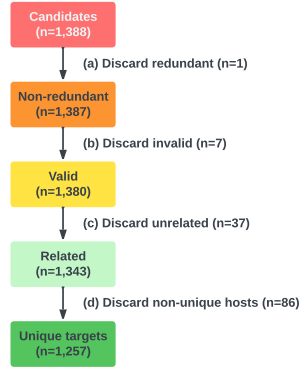 Candidates
(n=1,388)
(a) Discard redundant (n=1)
Non-redundant
(n=1,387)
(b) Discard invalid (n=7)
Valid
(n=1,380)
(c) Discard unrelated (n=37)
Related
(n=1,343)
(d) Discard non-unique hosts (n=86)
Unique targets
(n=1,257)